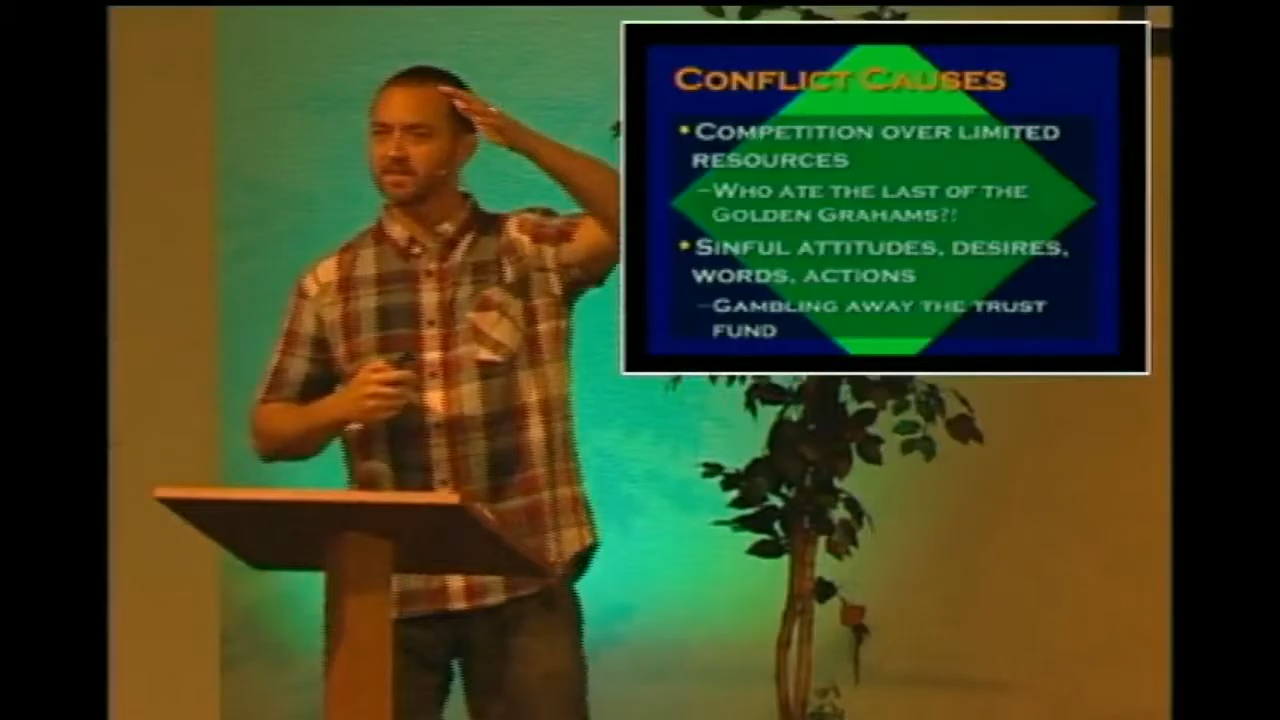 CONFLICT CAUSES
• COMPETITION OVER LIMITED
RESOURCES
–WHO ATE THE LAST OF THE
GOLDEN GRAHAMS?!
• SINFUL ATTITUDES, DESIRES,
WORDS, ACTIONS
–GAMBLING AWAY THE TRUST
FUND